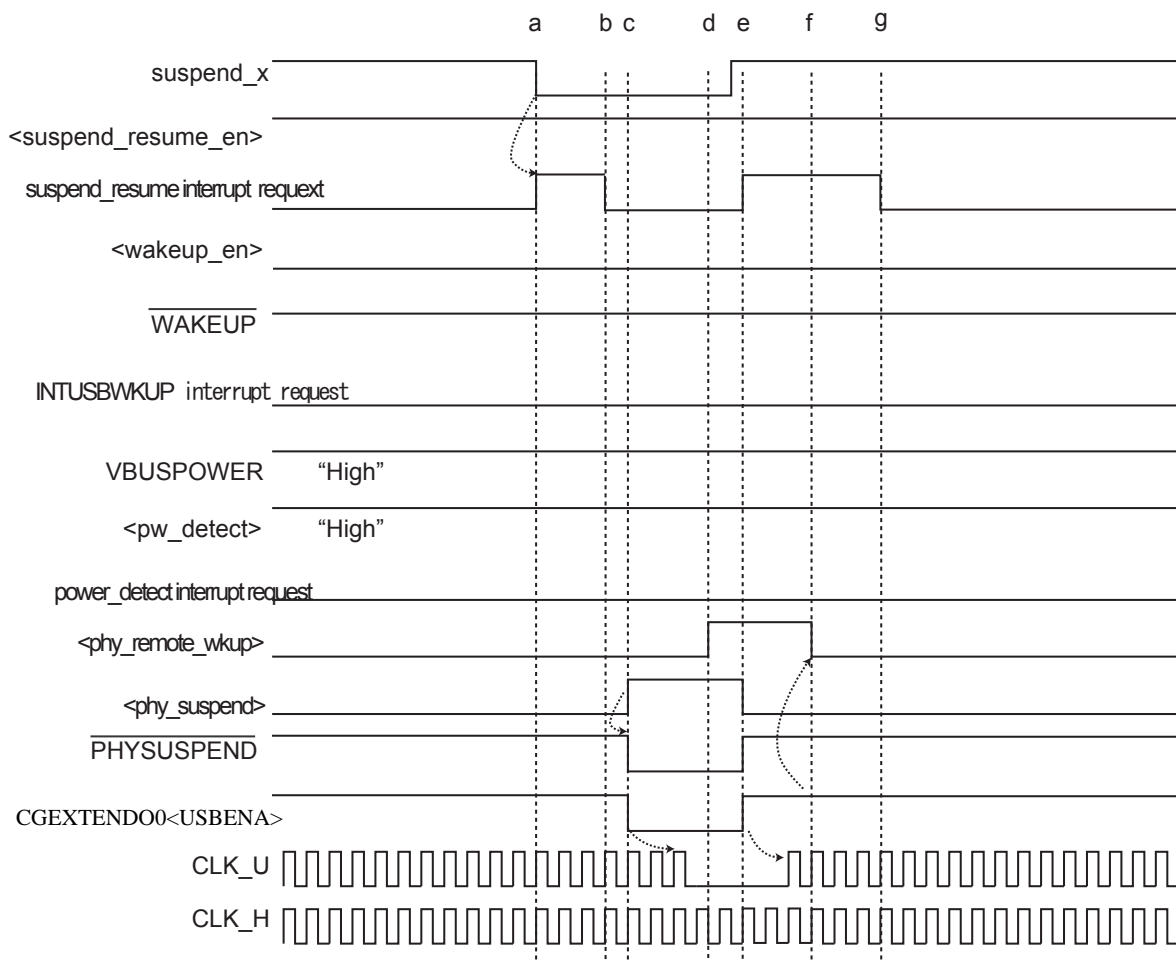 a b c d e f g
suspend_x
<suspend_resume_en>
suspend_resume interrupt requext
<wakeup_en>
WAKEUP
INTUSBWKUP interrupt request
VBUSPOWER “High”
<pw_detect> “High”
power_detect interrupt request
<phy_remote_wkup>
<phy_suspend>
PHYSUSPEND
CGEXTENDO0<USBENA>
CLK_U
CLK_H